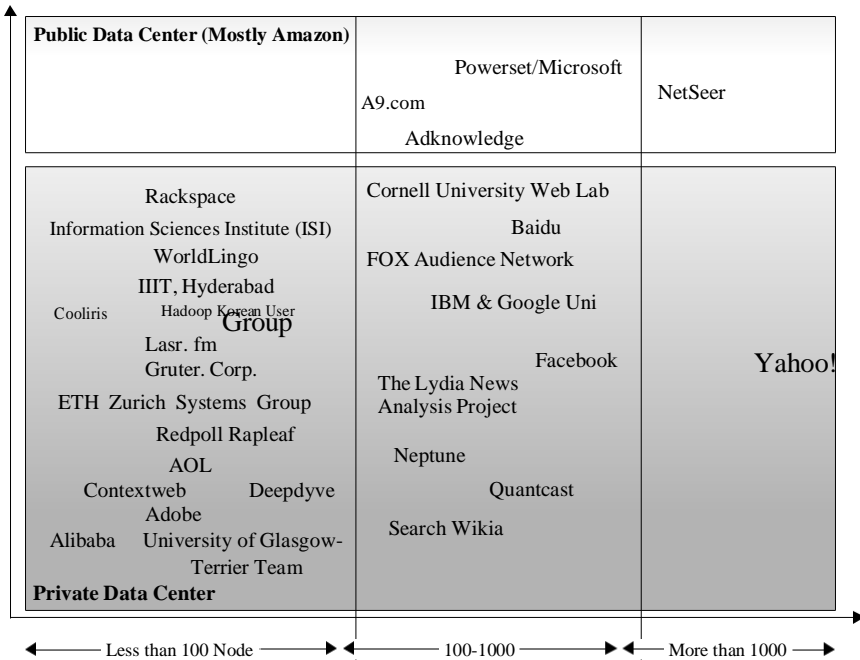 Public Data Center (Mostly Amazon)
Powerset/Microsoft
A9.com
Adknowledge
NetSeer
Rackspace
Information Sciences Institute (ISI)
WorldLingo
IIIT, Hyderabad
Cooliris
Hadoop Korean User
Group
Lasr. fm
Gruter. Corp.
ETH Zurich Systems Group
Redpoll Rapleaf
AOL
Contextweb Deepdyve
Adobe
Alibaba University of Glasgow-
Terrier Team
Private Data Center
Cornell University Web Lab
Baidu
FOX Audience Network
IBM & Google Uni
Facebook
The Lydia News
Analysis Project
Neptune
Quantcast
Search Wikia
Yahoo!
Less than 100 Node
100-1000
More than 1000